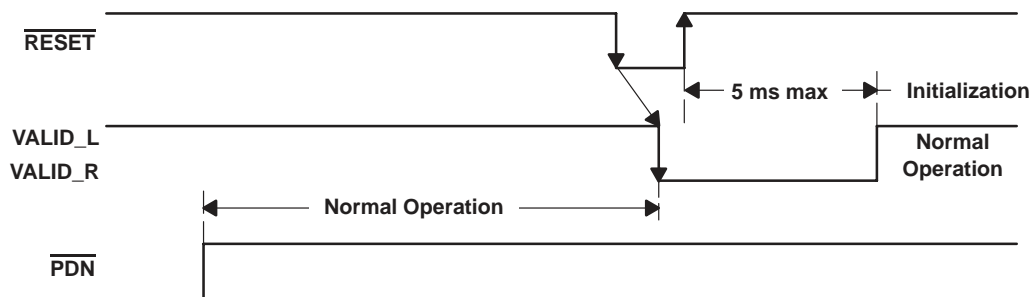 RESET
5 ms max
Initialization
VALID_L
VALID_R
Normal
Operation
Normal Operation
PDN